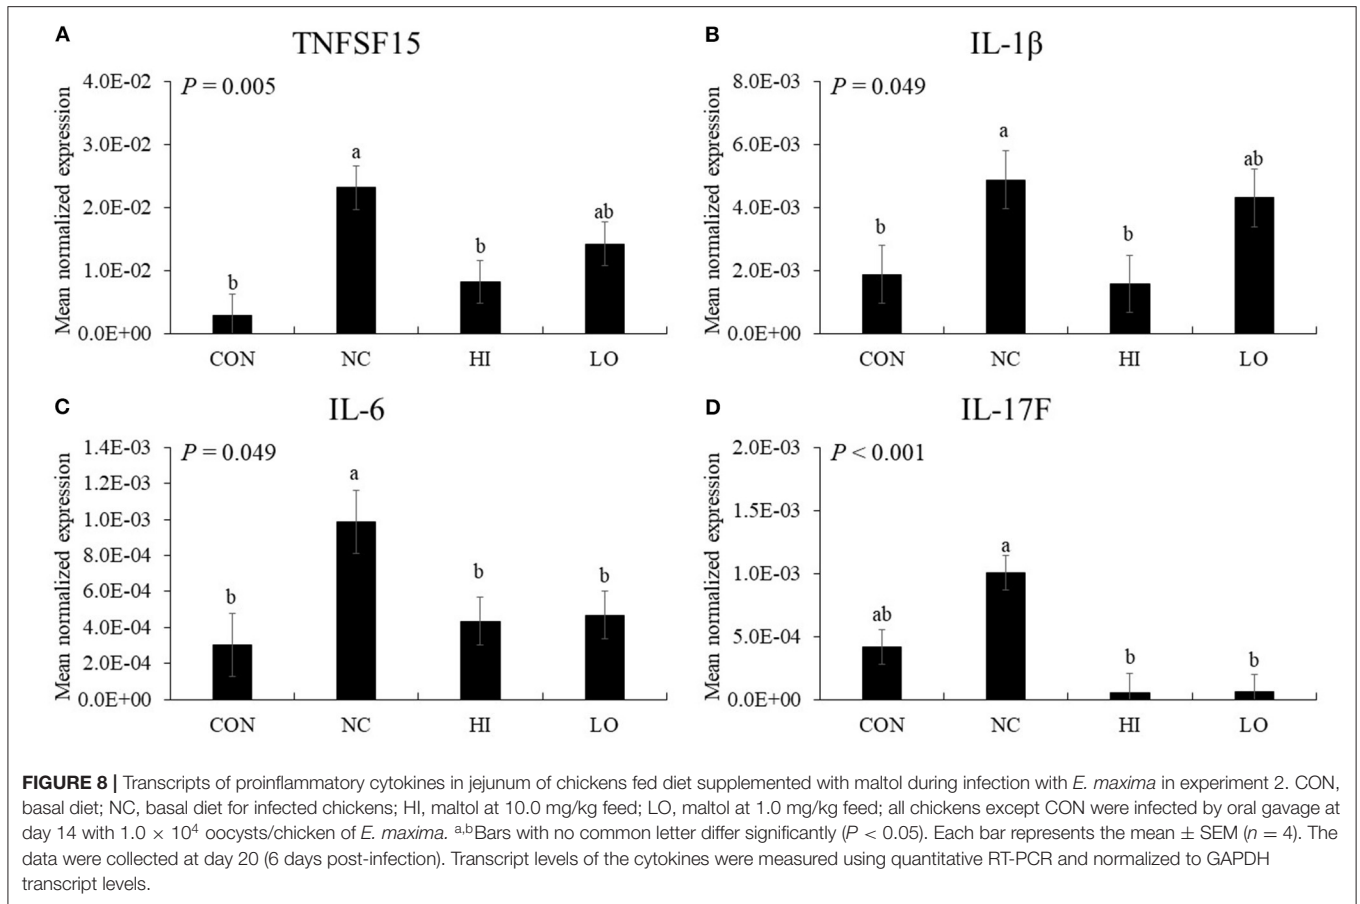 A
TNFSF15
P = 0.005
Mean normalized expression
4.0E-02
3.0E-02
2.0E-02
1.0E-02
0.0E+00
b
a
b
ab
CON NC HI LO
B
IL-1β
P = 0.049
Mean normalized expression
8.0E-03
6.0E-03
4.0E-03
2.0E-03
0.0E+00
b
a
b
ab
CON NC HI LO
C
IL-6
P = 0.049
Mean normalized expression
1.4E-03
1.2E-03
1.0E-03
8.0E-04
6.0E-04
4.0E-04
2.0E-04
0.0E+00
b
a
b
b
CON NC HI LO
D
IL-17F
P < 0.001
Mean normalized expression
2.0E-03
1.5E-03
1.0E-03
5.0E-04
0.0E+00
ab
a
b
b
CON NC HI LO
FIGURE 8 | Transcripts of proinflammatory cytokines in jejunum of chickens fed diet supplemented with maltol during infection with E. maxima in experiment 2. CON,
basal diet; NC, basal diet for infected chickens; HI, maltol at 10.0 mg/kg feed; LO, maltol at 1.0 mg/kg feed; all chickens except CON were infected by oral gavage at
day 14 with 1.0 × 10⁴ oocysts/chicken of E. maxima. ᵃ,ᵇBars with no common letter differ significantly (P < 0.05). Each bar represents the mean ± SEM (n = 4). The
data were collected at day 20 (6 days post-infection). Transcript levels of the cytokines were measured using quantitative RT-PCR and normalized to GAPDH
transcript levels.